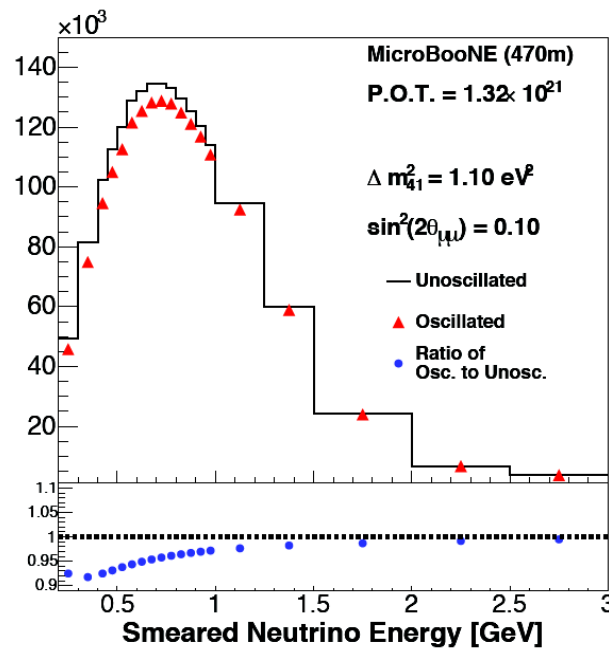 ×10³
MicroBooNE (470m)
P.O.T. = 1.32× 10²¹
Δ m²₄₁ = 1.10 eV²
sin²(2θμμ) = 0.10
Unoscillated
Oscillated
Ratio of
Osc. to Unosc.
140
120
100
80
60
40
20
1.1
1.05
1
0.95
0.9
0.5 1 1.5 2 2.5 3
Smeared Neutrino Energy [GeV]